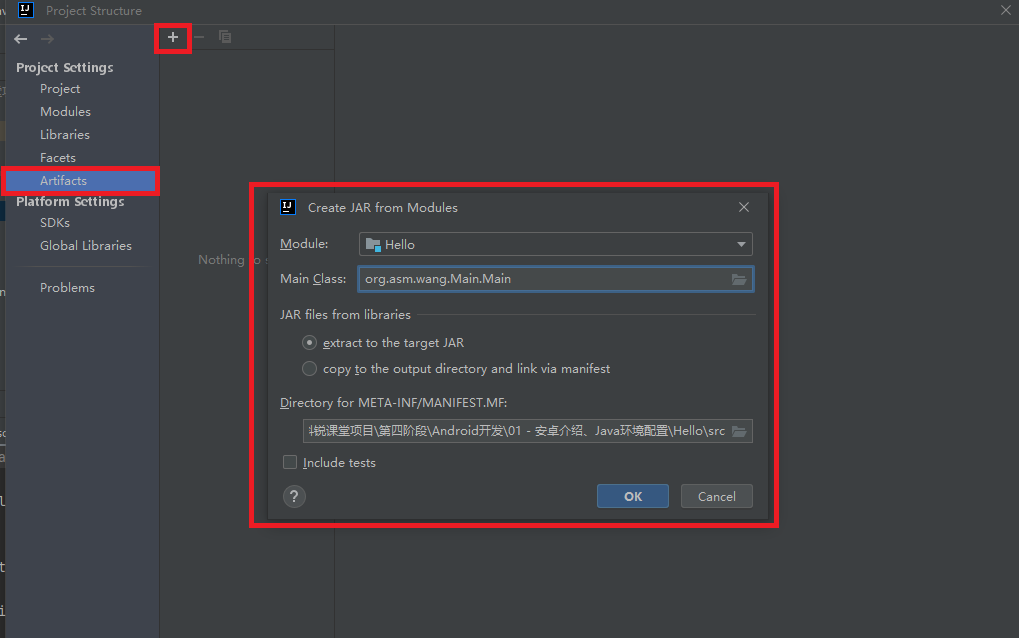 Project Structure
Project Settings
Project
Modules
Libraries
Facets
Artifacts
Platform Settings
SDKs
Global Libraries
Problems
Nothing to s
Create JAR from Modules
Module:
Hello
Main Class:
org.asm.wang.Main.Main
JAR files from libraries
extract to the target JAR
copy to the output directory and link via manifest
Directory for META-INF/MANIFEST.MF:
锐课堂项目\第四阶段\Android开发\01 - 安卓介绍、Java环境配置\Hello\src
Include tests
?
OK
Cancel